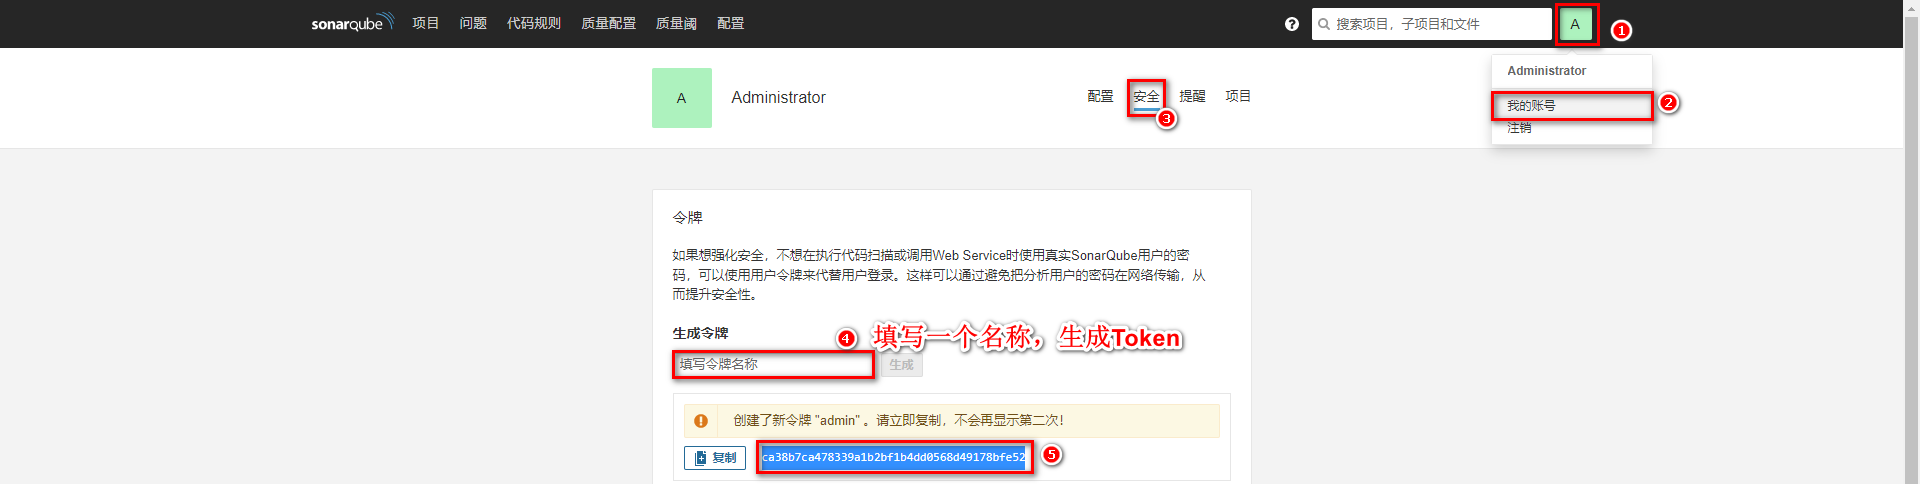 sonarqube 项目 问题 代码规则 质量配置 质量阈 配置 ? 搜索项目，子项目和文件 A 1
Administrator
我的账号 2
注销
A Administrator 配置 安全 提醒 项目
3
令牌
如果想强化安全，不想在执行代码扫描或调用Web Service时使用真实SonarQube用户的密
码，可以使用用户令牌来代替用户登录。这样可以通过避免把分析用户的密码在网络传输，从
而提升安全性。
生成令牌
4 填写一个名称，生成Token
填写令牌名称 生成
创建了新令牌 "admin" 。请立即复制，不会再显示第二次！
复制 ca38b7ca478339a1b2bf1b4dd0568d49178bfe52 5